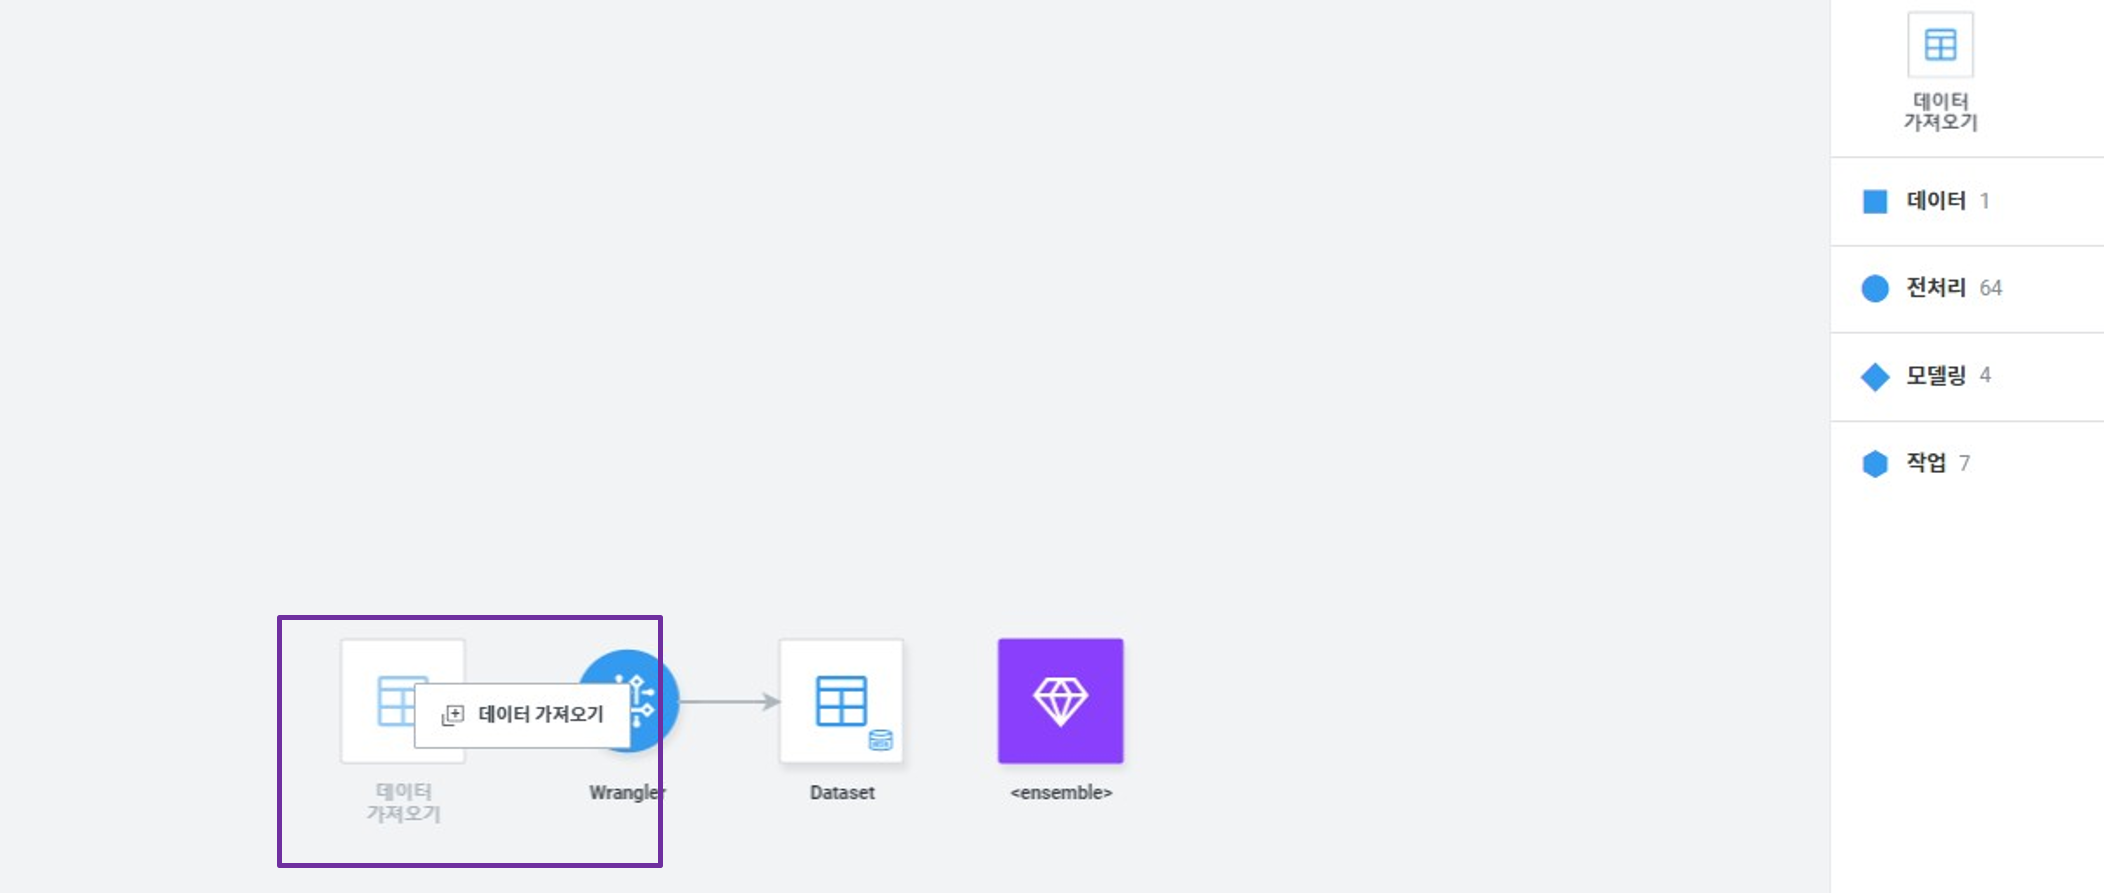 데이터
가져오기
데이터 1
전처리 64
모델링 4
작업 7
데이터 가져오기
데이터
가져오기
Wrangler
Dataset
<ensemble>